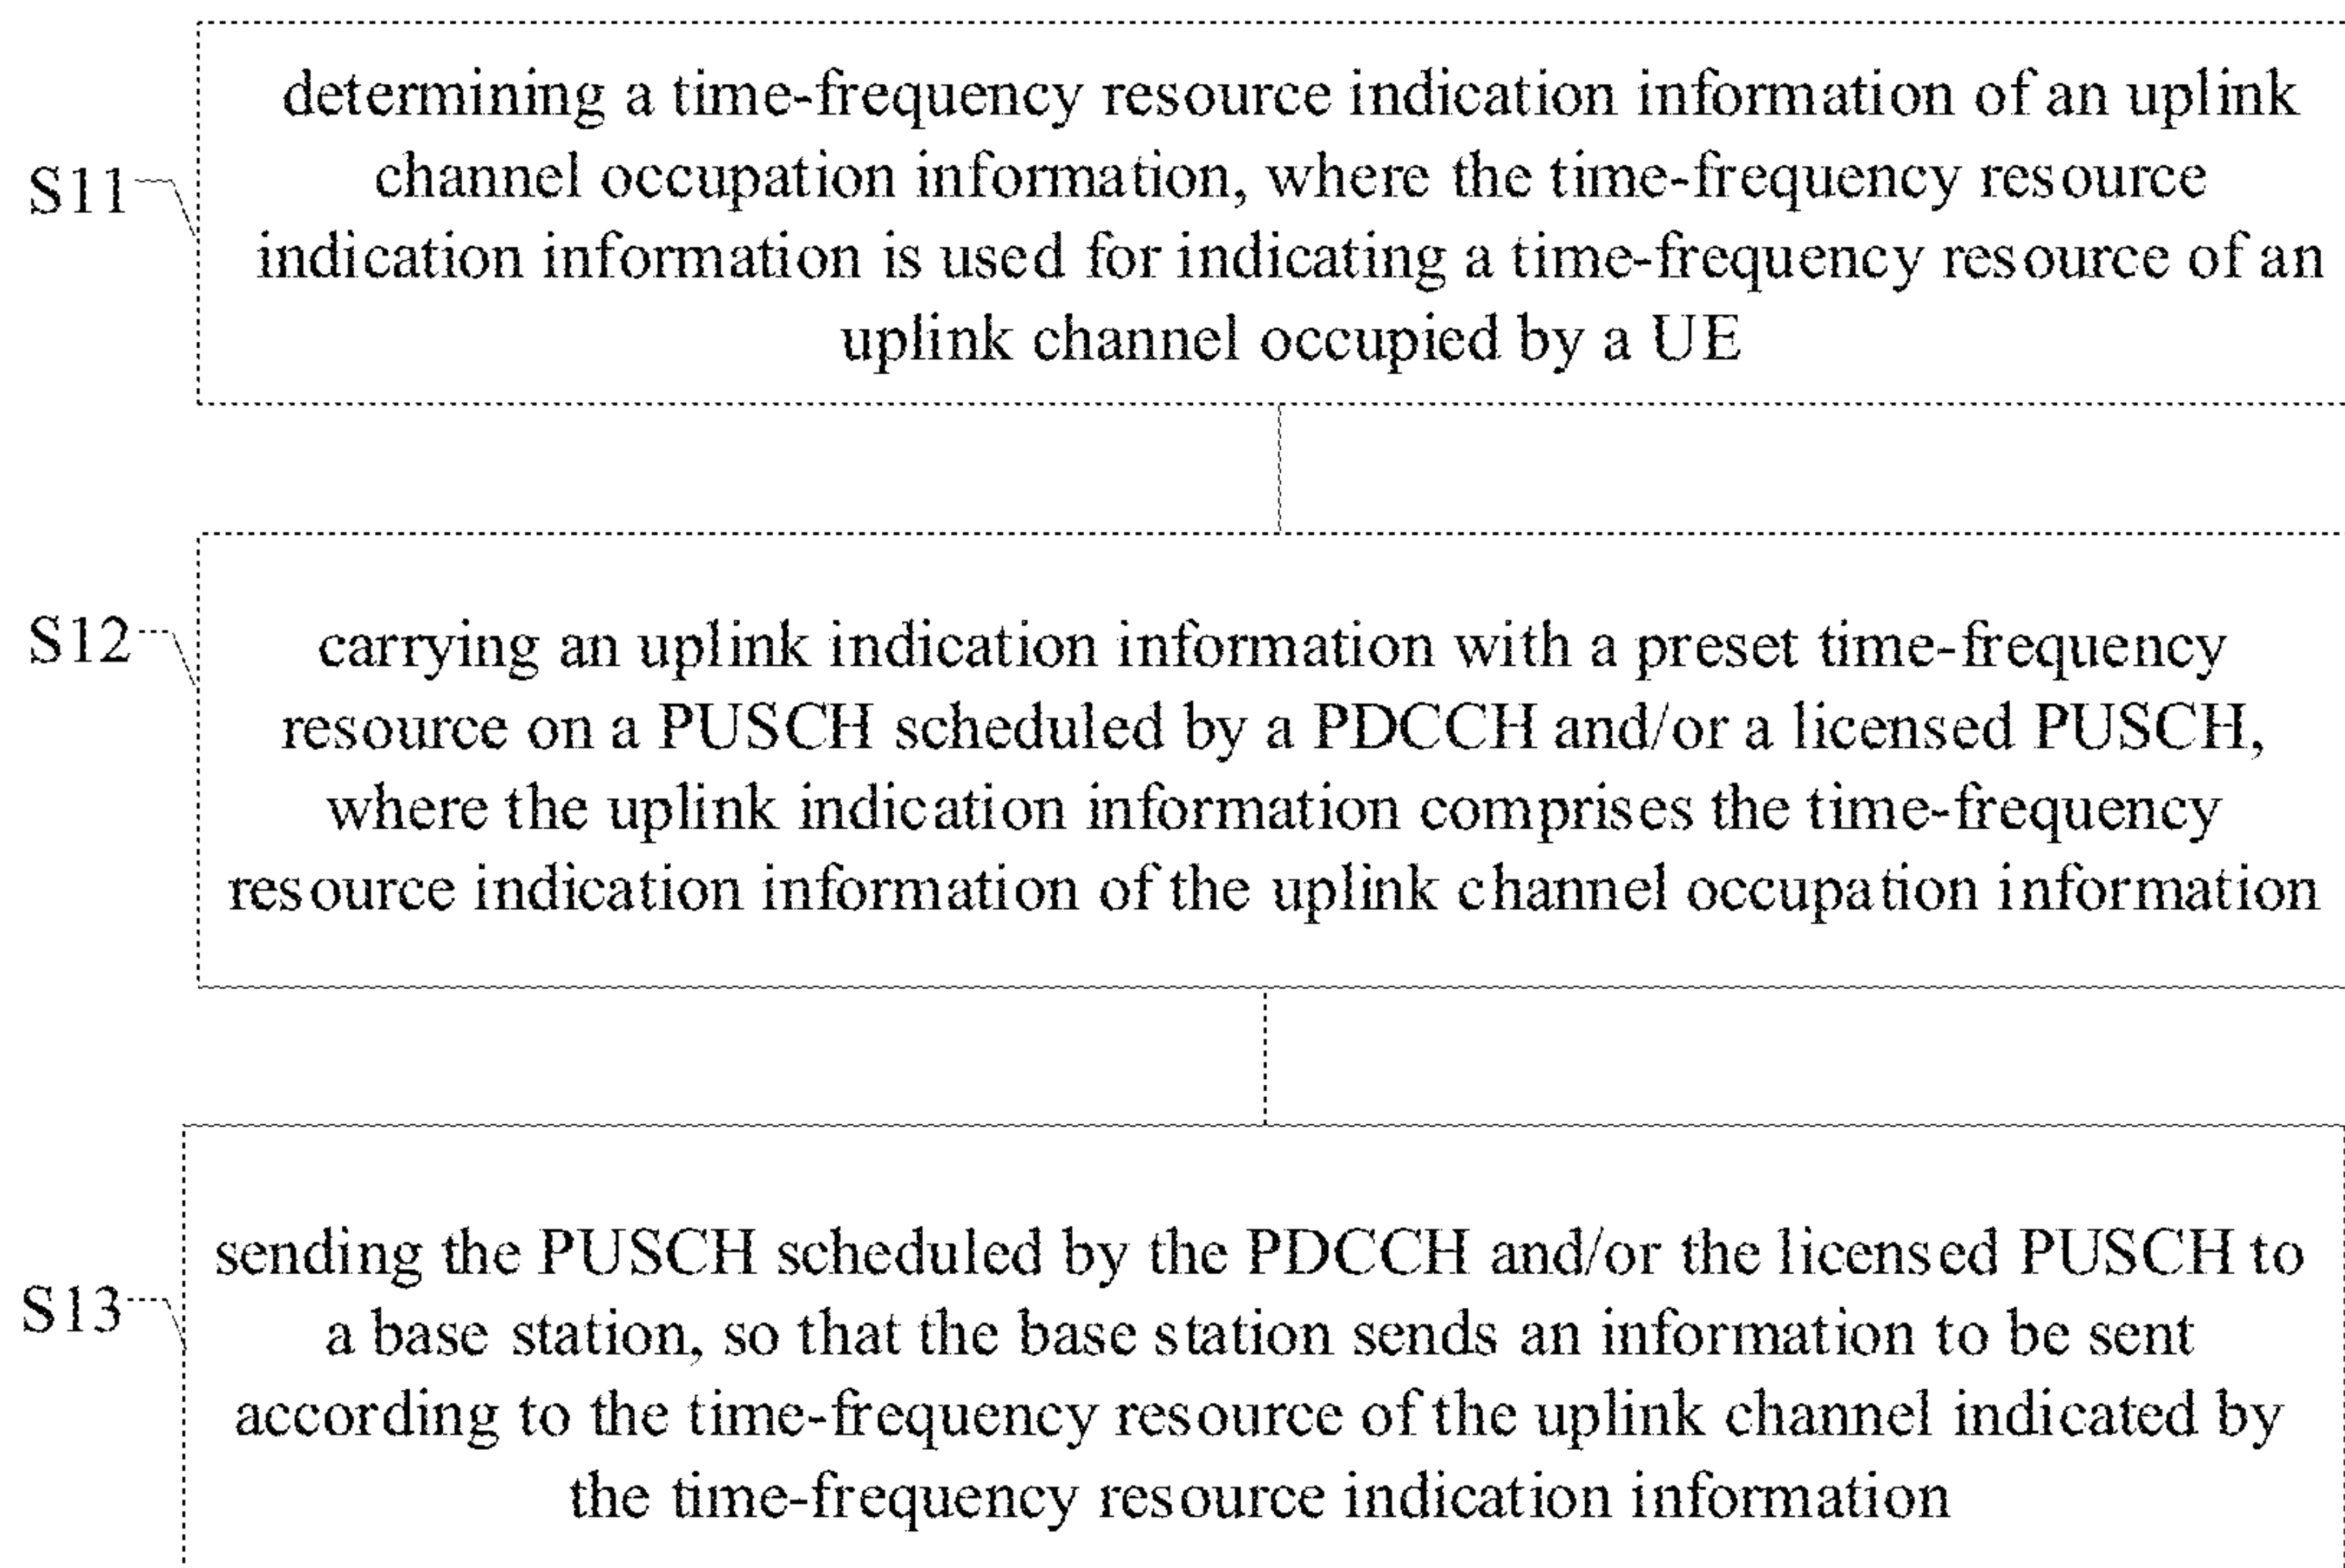 determining a time-frequency resource indication information of an uplink
S11
channel occupation information, where the time-frequency resource
indication information is used for indicating a time-frequency resource of an
uplink channel occupied by a UE
S12
carrying an uplink indication information with a preset time-frequency
resource on a PUSCH scheduled by a PDCCH and/or a licensed PUSCH,
where the uplink indication information comprises the time-frequency
resource indication information of the uplink channel occupation information
sending the PUSCH scheduled by the PDCCH and/or the licensed PUSCH to
S13
a base station, so that the base station sends an information to be sent
according to the time-frequency resource of the uplink channel indicated by
the time-frequency resource indication information